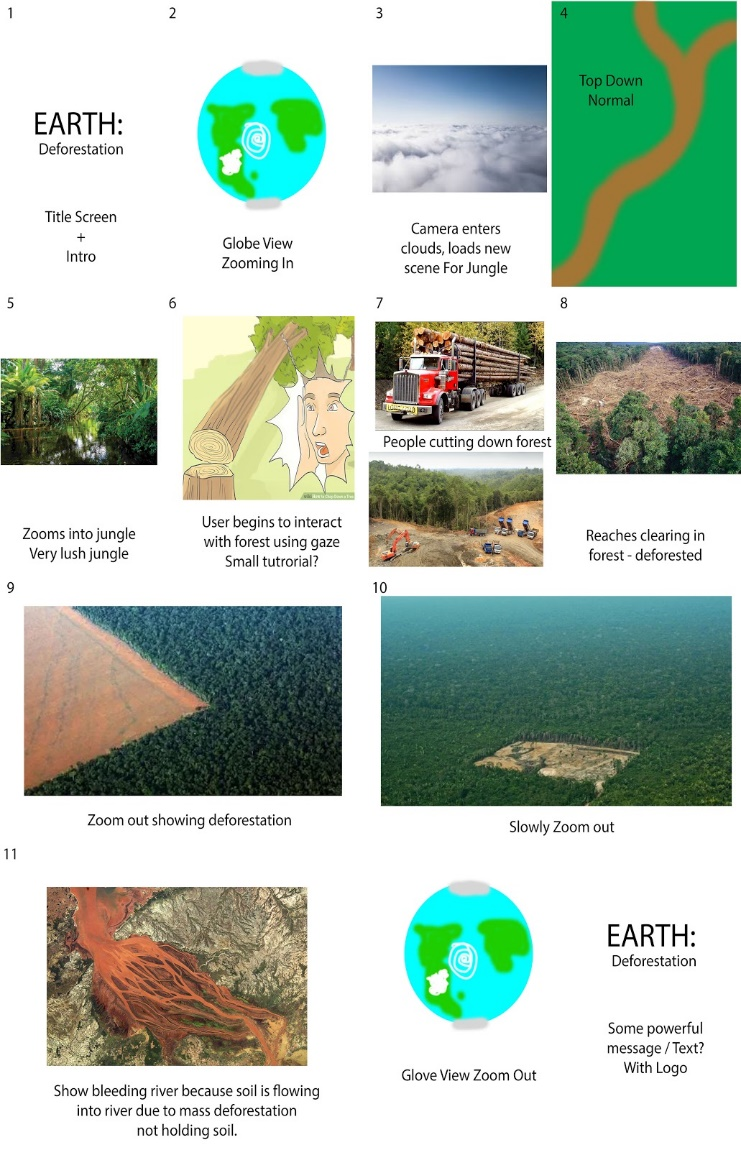 1
EARTH:
Deforestation
Title Screen
+
Intro
2
Globe View
Zooming In
3
Camera enters
clouds, loads new
scene For Jungle
4
Top Down
Normal
5
Zooms into jungle
Very lush jungle
6
User begins to interact
with forest using gaze
Small tutrorial?
7
People cutting down forest
8
Reaches clearing in
forest - deforested
9
Zoom out showing deforestation
10
Slowly Zoom out
11
Show bleeding river because soil is flowing
into river due to mass deforestation
not holding soil.
Glove View Zoom Out
EARTH:
Deforestation
Some powerful
message / Text?
With Logo